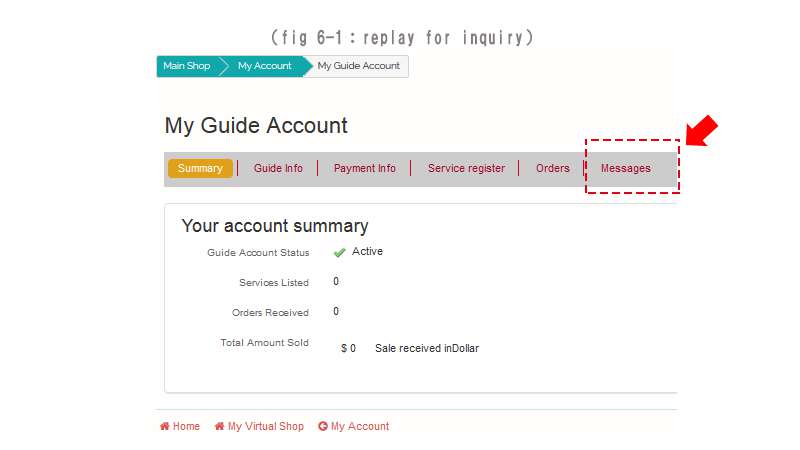 (fig 6-1：replay for inquiry)
Main Shop My Account My Guide Account
My Guide Account
Summary Guide Info Payment Info Service register Orders Messages
Your account summary
Guide Account Status Active
Services Listed 0
Orders Received 0
Total Amount Sold $ 0 Sale received inDollar
Home My Virtual Shop My Account